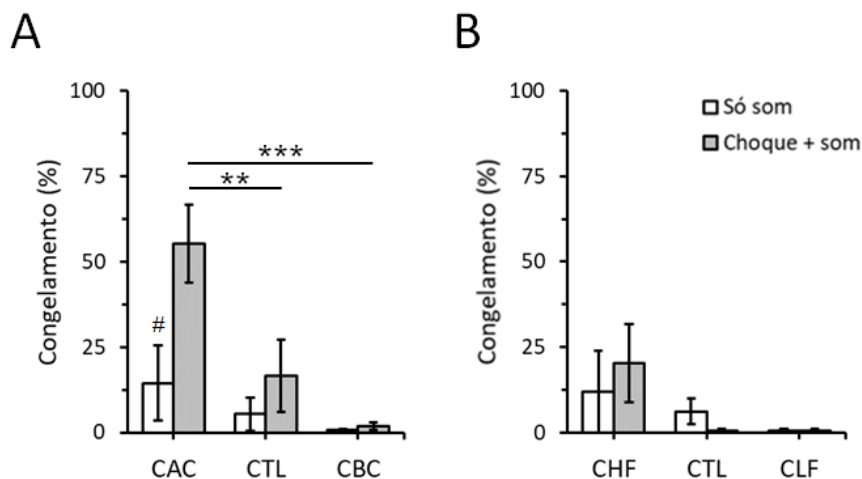 A
Congelamento (%)
100
75
50
25
0
***
**
#
CAC CTL CBC
B
Congelamento (%)
100
75
50
25
0
Só som
Choque + som
CHF CTL CLF